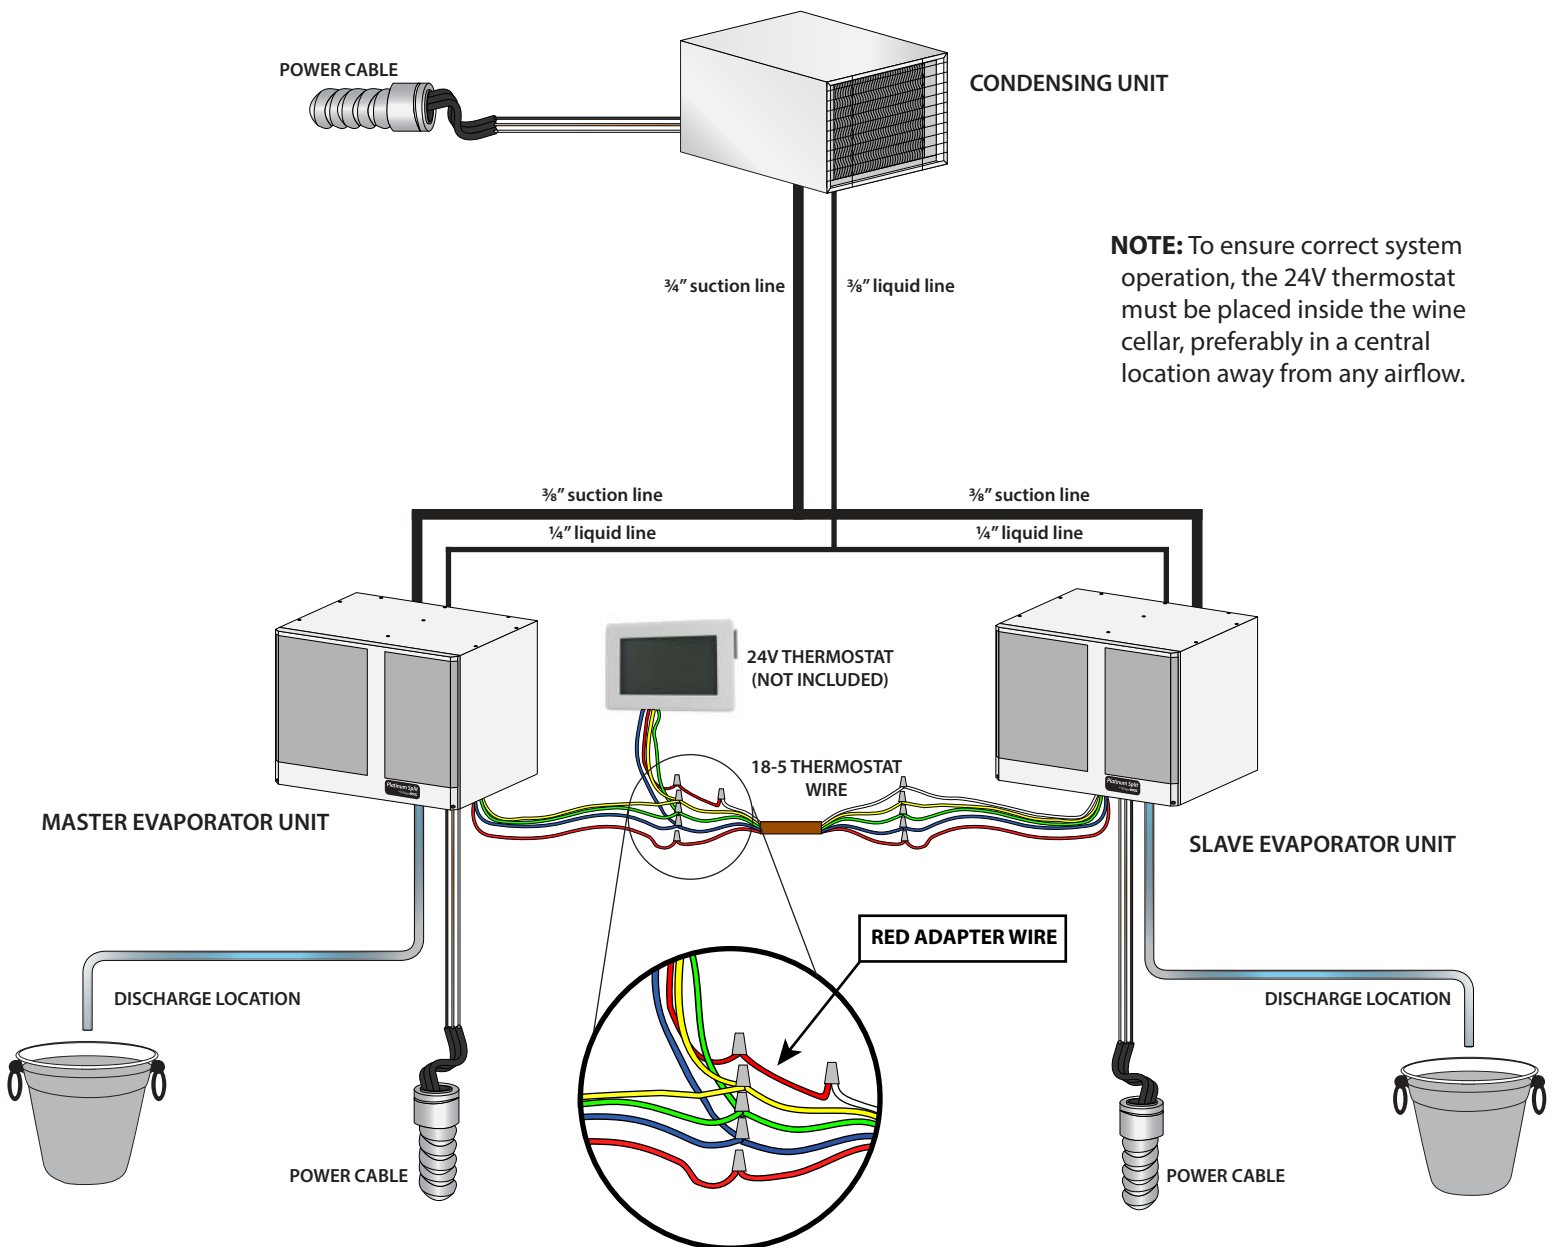 POWER CABLE
CONDENSING UNIT
¾” suction line
⅜” liquid line
NOTE: To ensure correct system
operation, the 24V thermostat
must be placed inside the wine
cellar, preferably in a central
location away from any airflow.
⅜” suction line
⅜” suction line
¼” liquid line
¼” liquid line
24V THERMOSTAT
(NOT INCLUDED)
18-5 THERMOSTAT
WIRE
Platinum Split
Platinum Split
MASTER EVAPORATOR UNIT
SLAVE EVAPORATOR UNIT
RED ADAPTER WIRE
DISCHARGE LOCATION
DISCHARGE LOCATION
POWER CABLE
POWER CABLE